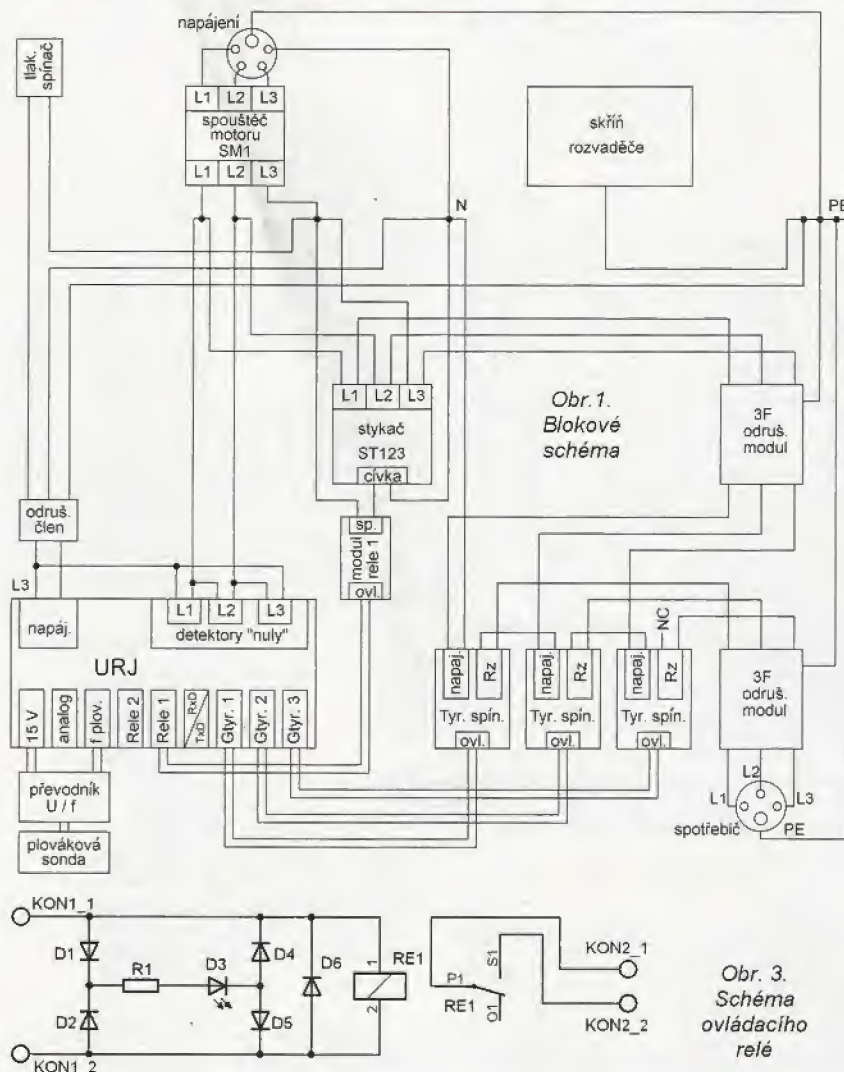 napájení
tlak.
spínač
L1 L2 L3
spouštěč
motoru
SM1
L1 L2 L3
skříň
rozvaděče
N
PE
L1 L2 L3
stykač
ST123
cívka
Obr.1.
Blokové
schéma
3F
odruš.
modul
odruš.
člen
sp.
modul
rele 1
ovl.
L3
napáj.
L1 L2 L3
detektory "nuly"
URJ
15 V
analog
f plov.
Rele 2
Rele 1
RxD
TxD
Gtyr. 1
Gtyr. 2
Gtyr. 3
NC
napaj. Rz
Tyr. spín.
ovl.
napaj. Rz
Tyr. spín.
ovl.
napaj. Rz
Tyr. spín.
ovl.
3F
odruš.
modul
převodník
U / f
plováková
sonda
L1 L2 L3
spotřebič
PE
KON1_1
D1
R1
D3
D4
D6
1
RE1
2
D2
D5
KON1_2
P1
S1
RE1
O1
KON2_1
KON2_2
Obr. 3.
Schéma
ovládacího
relé